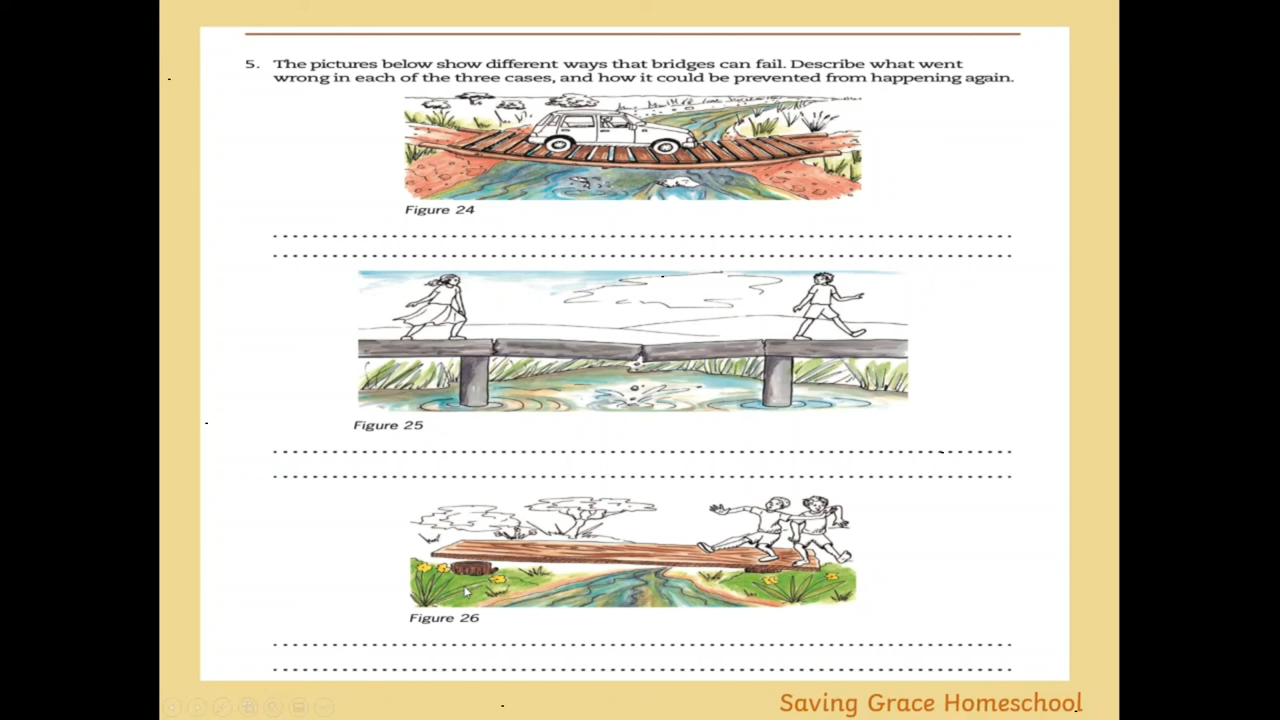 5. The pictures below show different ways that bridges can fail. Describe what went
wrong in each of the three cases, and how it could be prevented from happening again.
Figure 24
Figure 25
Figure 26
Saving Grace Homeschool